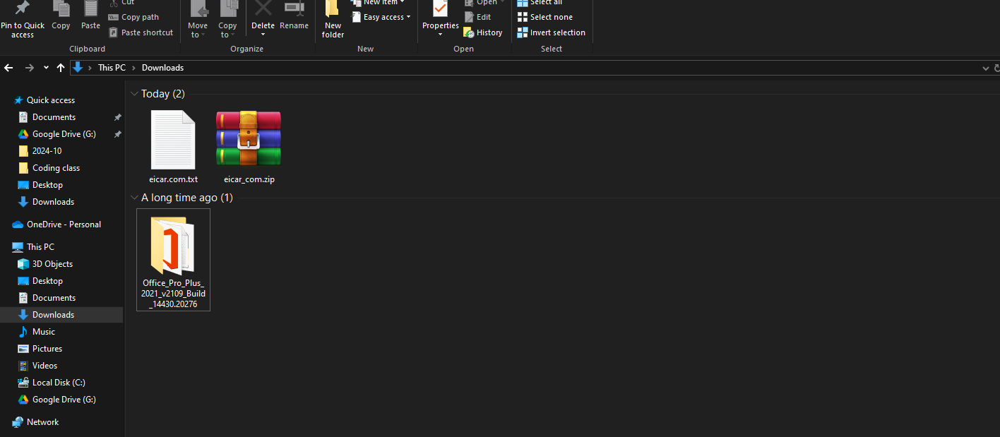 Cut
New item
Open
Select all
Pin to Quick access
Copy
Paste
Copy path
Paste shortcut
Move to
Copy to
Delete
Rename
New folder
Easy access
Properties
Edit
History
Select none
Invert selection
Clipboard
Organize
New
Open
Select
This PC
Downloads
Quick access
Documents
Google Drive (G:)
2024-10
Coding class
Desktop
Downloads
OneDrive - Personal
This PC
3D Objects
Desktop
Documents
Downloads
Music
Pictures
Videos
Local Disk (C:)
Google Drive (G:)
Network
Today (2)
eicar.com.txt
eicar_com.zip
A long time ago (1)
Office_Pro_Plus_
2021_v2109_Build
_14430.20276